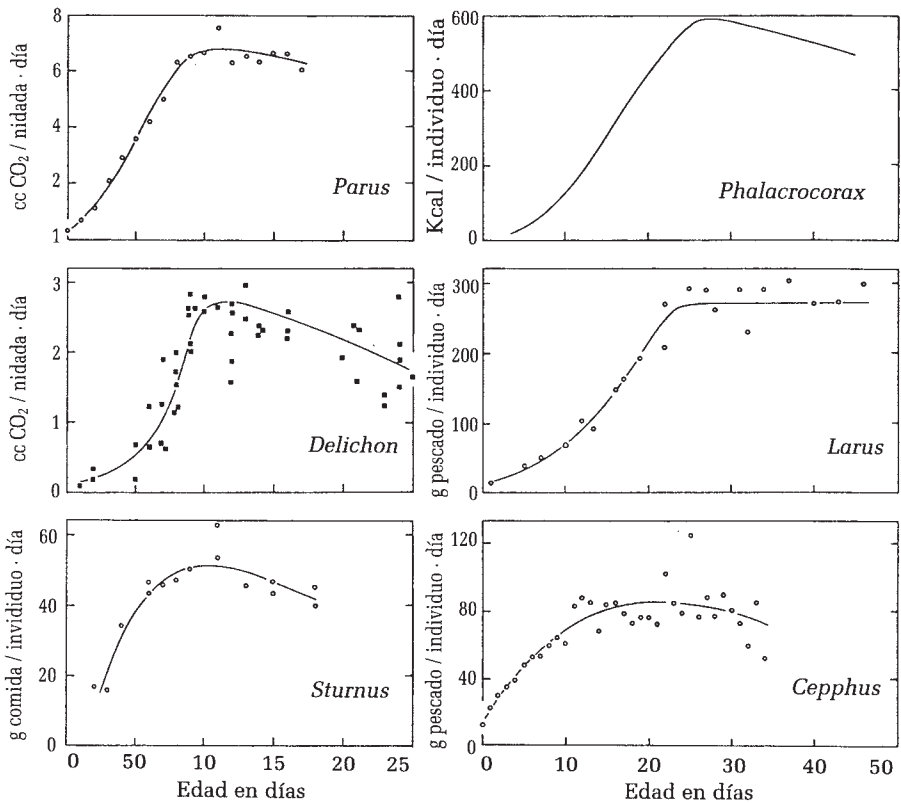 cc CO₂ / nidada · día
8
6
4
2
1
Parus
Kcal / individuo · día
600
400
200
0
Phalacrocorax
cc CO₂ / nidada · día
3
2
1
0
Delichon
g pescado / individuo · día
300
200
100
0
Larus
g comida / invididuo · día
60
40
20
0
Sturnus
0 50 10 15 20 25
Edad en días
g pescado / individuo · día
120
80
40
0
Cepphus
0 10 20 30 40 50
Edad en días